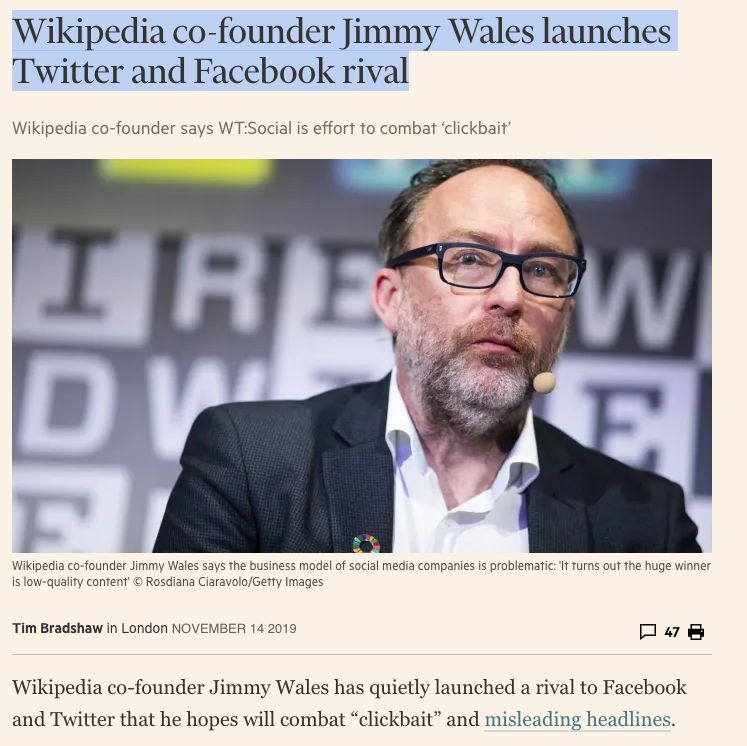 Wikipedia co-founder Jimmy Wales launches
Twitter and Facebook rival
Wikipedia co-founder says WT:Social is effort to combat ‘clickbait’
IRE W
D W E
E
Wikipedia co-founder Jimmy Wales says the business model of social media companies is problematic: 'It turns out the huge winner
is low-quality content' © Rosdiana Ciaravolo/Getty Images
Tim Bradshaw in London NOVEMBER 14 2019
47
Wikipedia co-founder Jimmy Wales has quietly launched a rival to Facebook
and Twitter that he hopes will combat “clickbait” and misleading headlines.